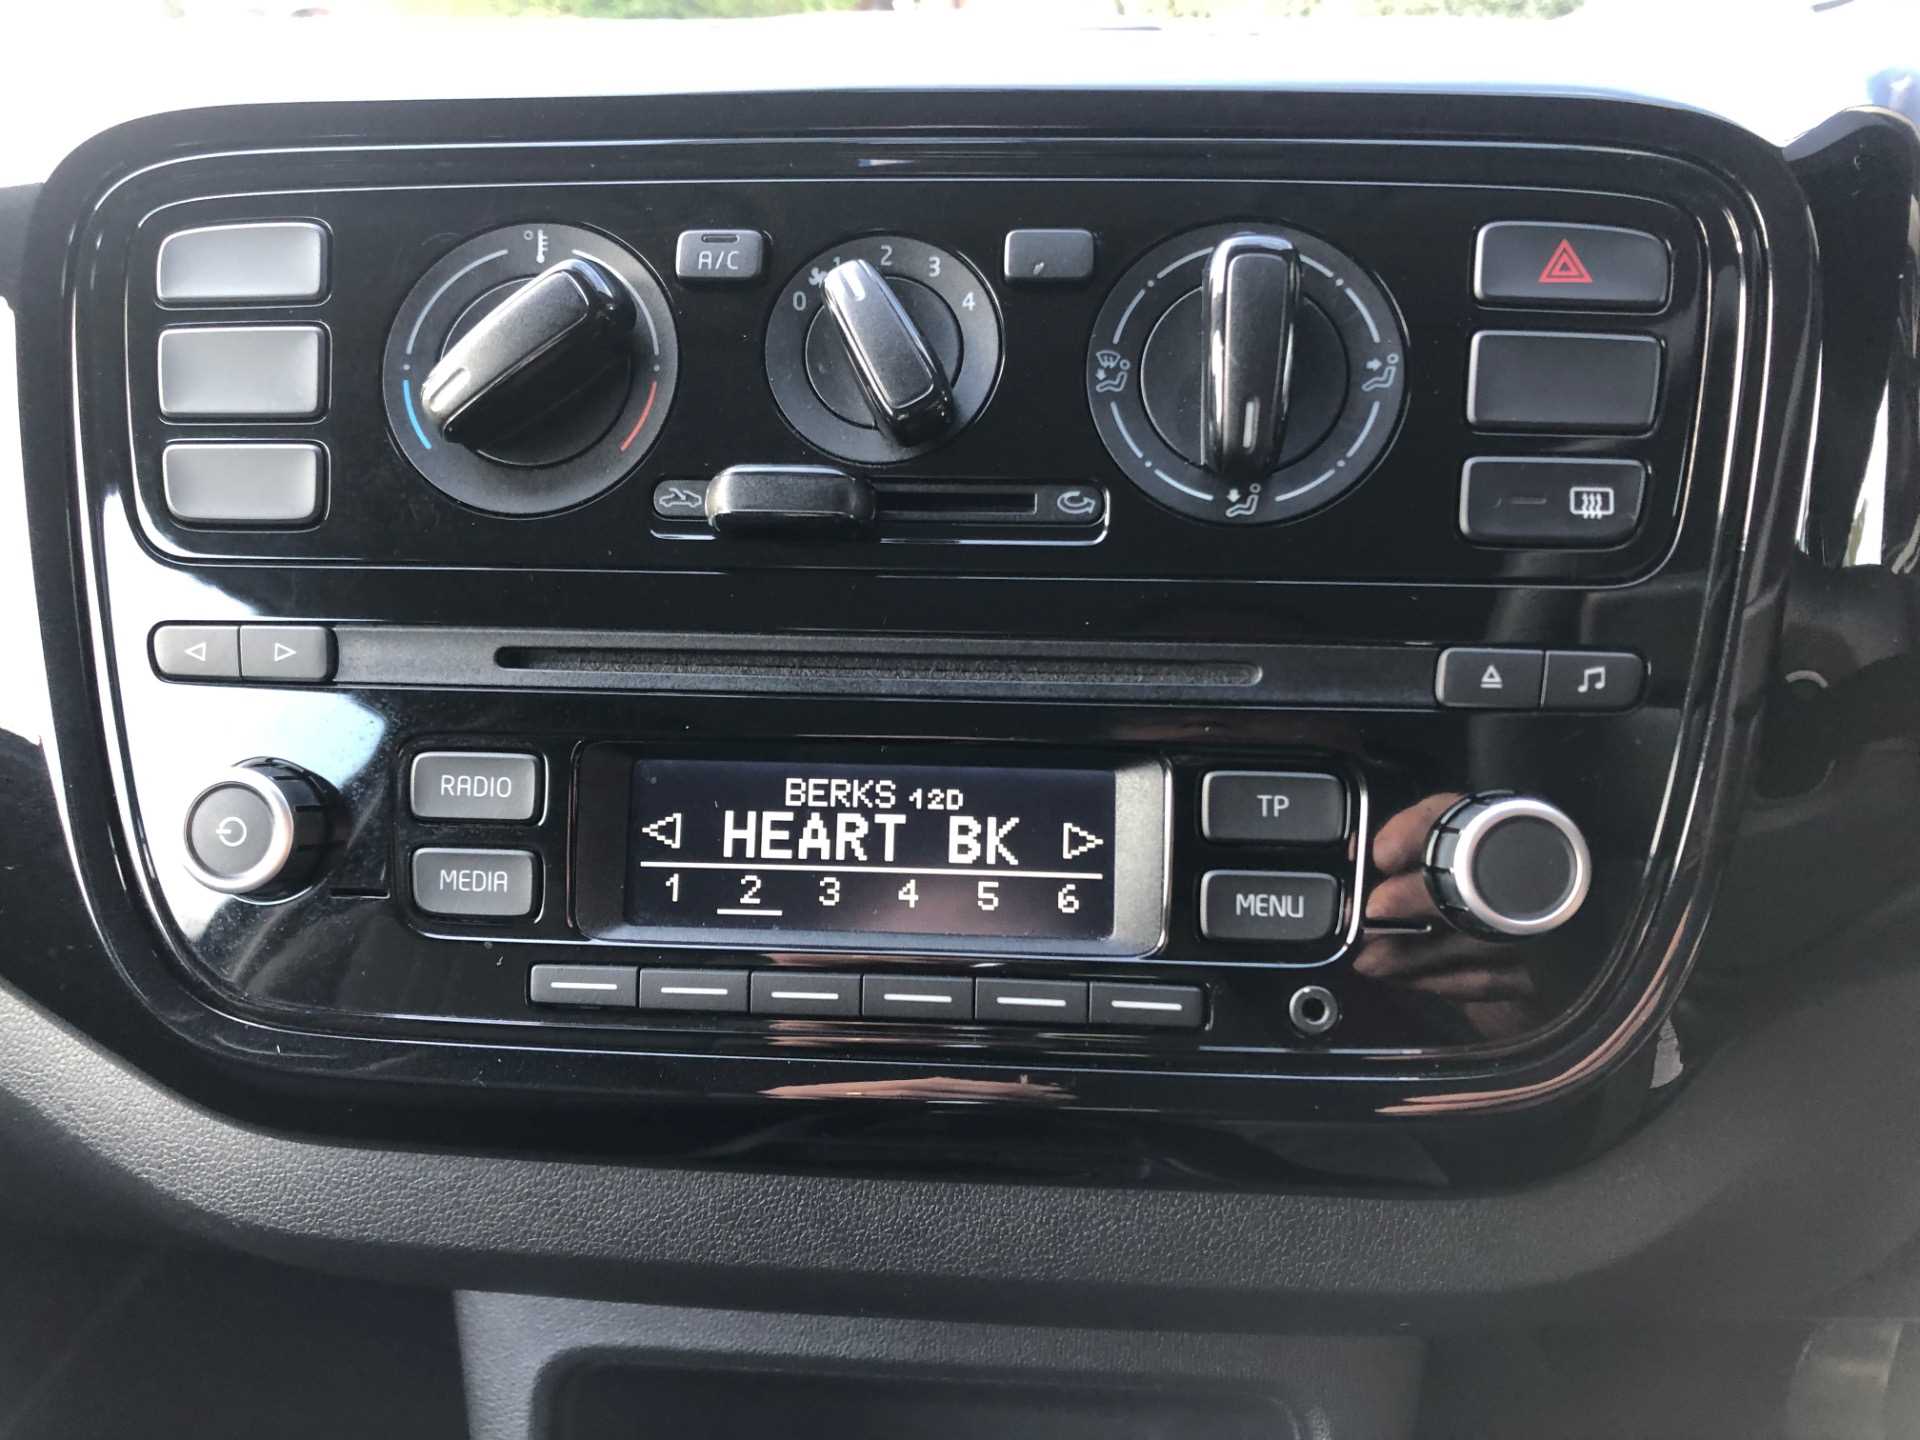 A/C
0 1 2 3 4
RADIO
MEDIA
BERKS 12D
HEART BK
1 2 3 4 5 6
TP
MENU